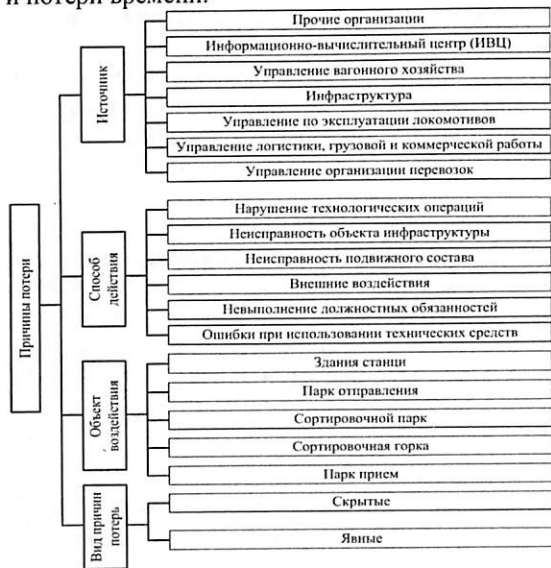 и потери времени.
Причины потери
Источник
Прочие организации
Информационно-вычислительный центр (ИВЦ)
Управление вагонного хозяйства
Инфраструктура
Управление по эксплуатации локомотивов
Управление логистики, грузовой и коммерческой работы
Управление организации перевозок
Способ
действия
Нарушение технологических операций
Неисправность объекта инфраструктуры
Неисправность подвижного состава
Внешние воздействия
Невыполнение должностных обязанностей
Ошибки при использовании технических средств
Объект
воздействия
Здания станци
Парк отправления
Сортировочной парк
Сортировочная горка
Парк прием
Вид причин
потерь
Скрытые
Явные